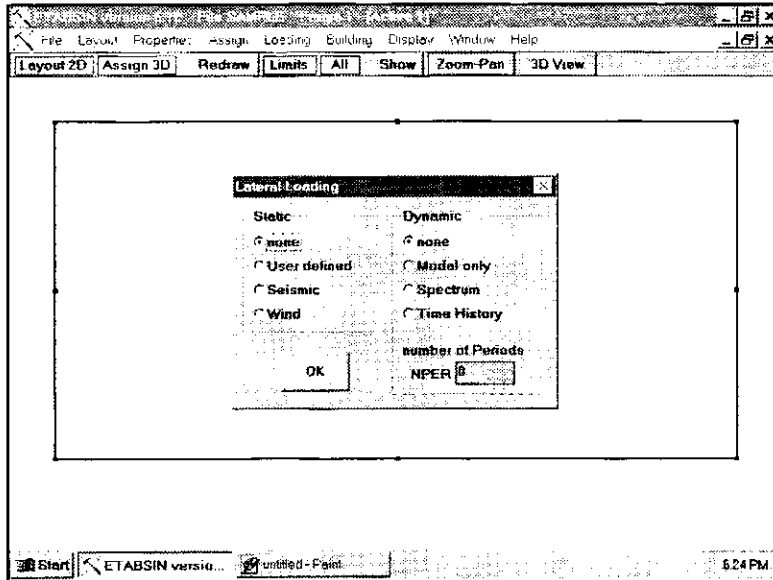 File Layout Properties Assign Loading Building Display Window Help
Layout 2D Assign 3D Redraw Limits All Show Zoom-Pan 3D View
Lateral Loading
Static
none
User defined
Seismic
Wind
OK
Dynamic
none
Modal only
Spectrum
Time History
number of Periods
NPER 0
Start ETABSIN versio... untitled - Paint 6:24 PM